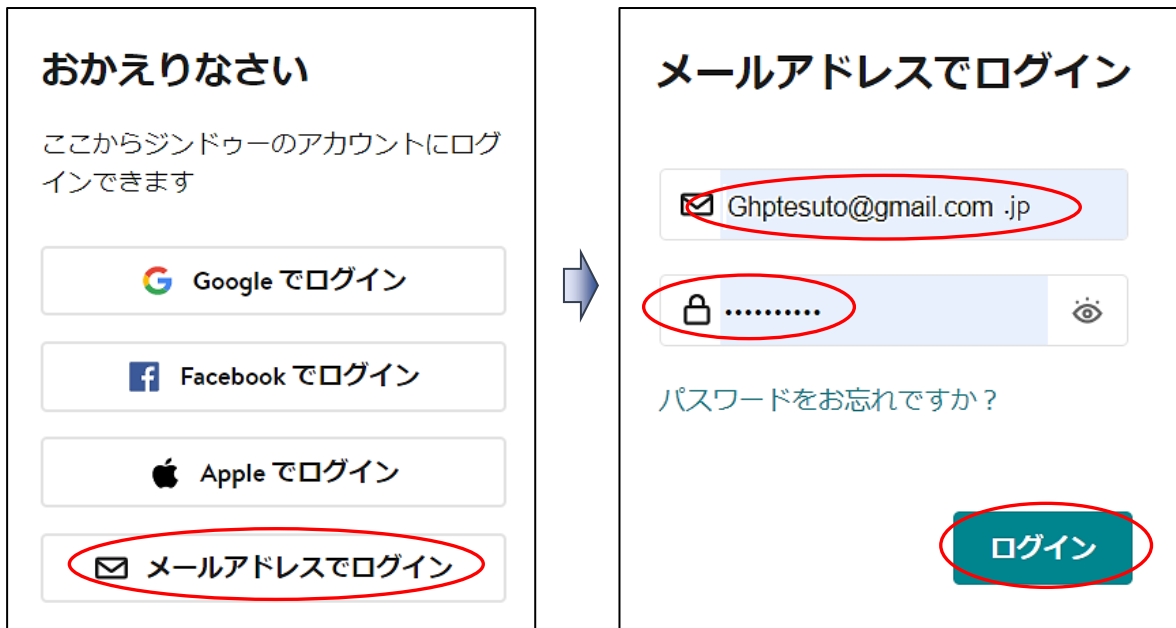 おかえりなさい
ここからジンドゥーのアカウントにログ
インできます
Google でログイン
Facebook でログイン
Apple でログイン
メールアドレスでログイン
メールアドレスでログイン
Ghptesuto@gmail.com .jp
••••••••••
パスワードをお忘れですか？
ログイン